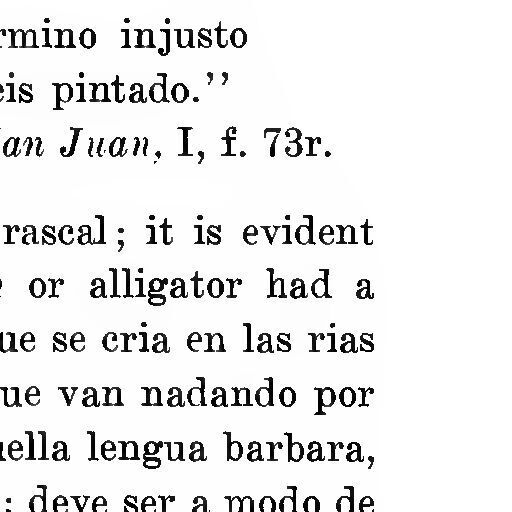 rmino injusto
eis pintado.''
an Juan, I, f. 73r.
rascal; it is evident
or alligator had a
ue se cria en las rias
ue van nadando por
uella lengua barbara,
: deve ser a modo de